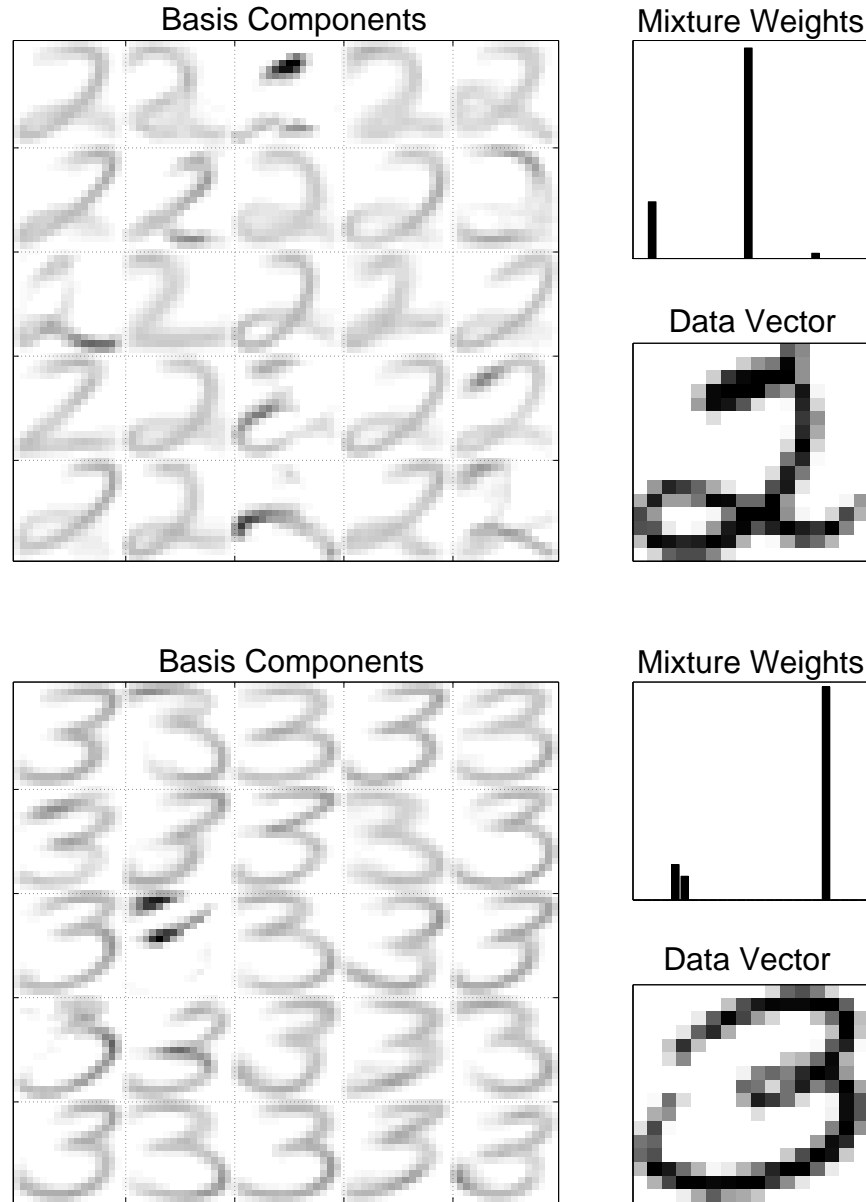 Basis Components
Mixture Weights
Data Vector
Basis Components
Mixture Weights
Data Vector